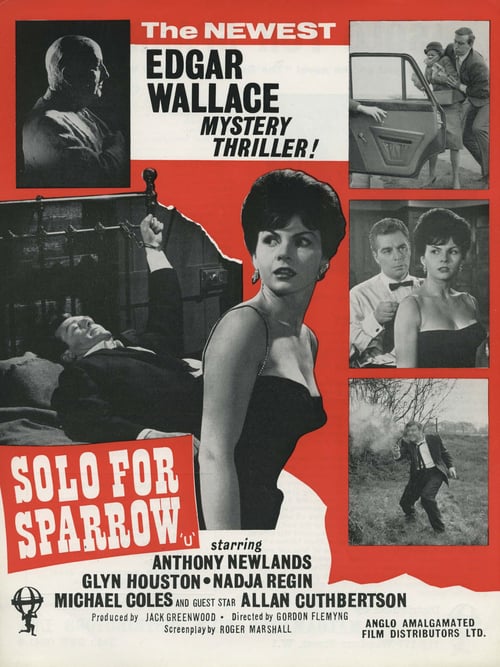 The NEWEST
EDGAR
WALLACE
MYSTERY
THRILLER!
SOLO FOR
SPARROW 'U'
starring
ANTHONY NEWLANDS
GLYN HOUSTON • NADJA REGIN
MICHAEL COLES AND GUEST STAR ALLAN CUTHBERTSON
Produced by JACK GREENWOOD • Directed by GORDON FLEMYNG
Screenplay by ROGER MARSHALL
ANGLO AMALGAMATED
FILM DISTRIBUTORS LTD.